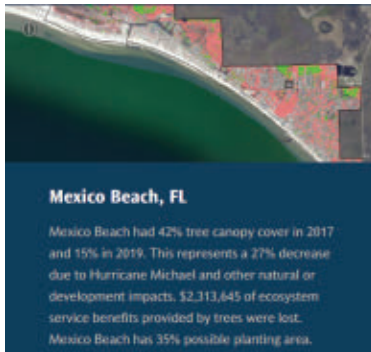 Mexico Beach, FL
Mexico Beach had 42% tree canopy cover in 2017
and 15% in 2019. This represents a 27% decrease
due to Hurricane Michael and other natural or
development impacts. $2,313,645 of ecosystem
service benefits provided by trees were lost.
Mexico Beach has 35% possible planting area.